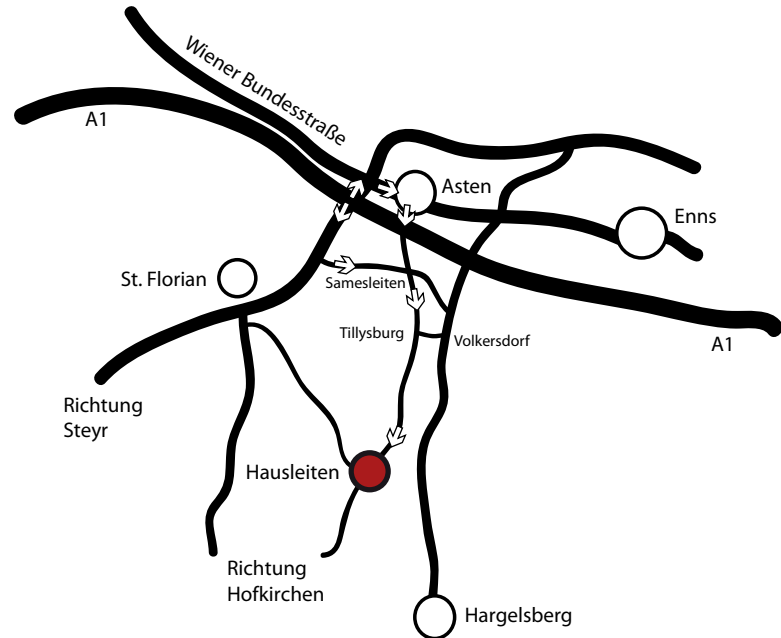 Wiener Bundesstraße
A1
Asten
Enns
St. Florian
Samesleiten
Tillysburg
Volkersdorf
A1
Richtung
Steyr
Hausleiten
Richtung
Hofkirchen
Hargelsberg